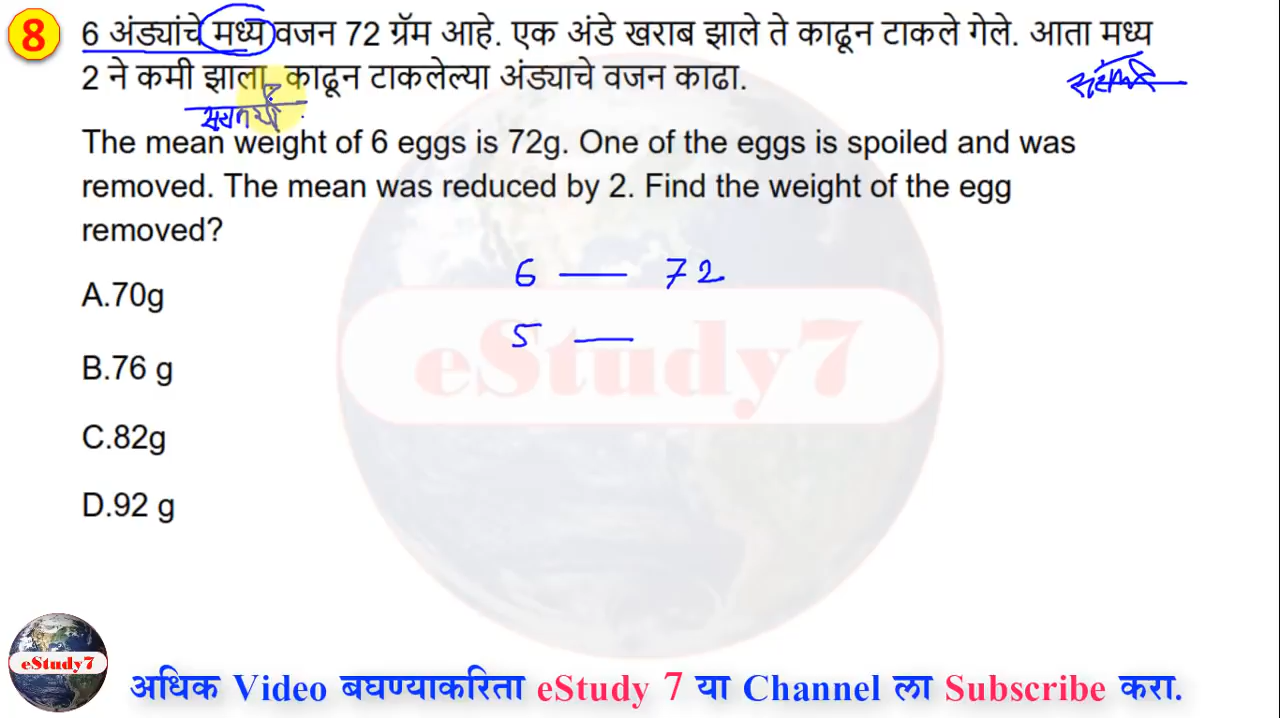 8
6 अंड्यांचे मध्य वजन 72 ग्रॅम आहे. एक अंडे खराब झाले ते काढून टाकले गेले. आता मध्य
2 ने कमी झाला. काढून टाकलेल्या अंड्याचे वजन काढा.
The mean weight of 6 eggs is 72g. One of the eggs is spoiled and was
removed. The mean was reduced by 2. Find the weight of the egg
removed?
6 — 72
5 —
A.70g
B.76 g
C.82g
D.92 g
eStudy7
eStudy7
अधिक Video बघण्याकरिता eStudy 7 या Channel ला Subscribe करा.